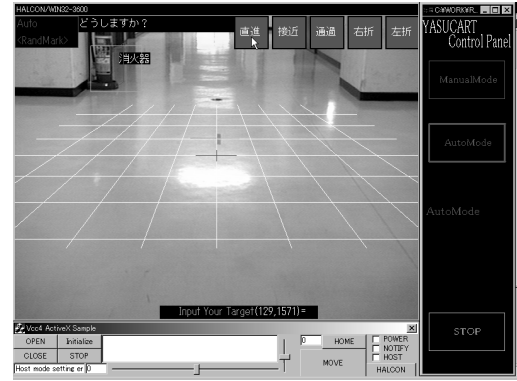 HALCON/WIN32-3600
Auto
<RandMark>
どうしますか？
直進
接近
通過
右折
左折
消火器
Input Your Target(129,1571)=
YASUCART
Control Panel
ManualMode
AutoMode
AutoMode
STOP
Vcc4 ActiveX Sample
OPEN
Initialize
CLOSE
STOP
0
HOME
MOVE
POWER
NOTIFY
HOST
HALCON
Host mode setting er
0